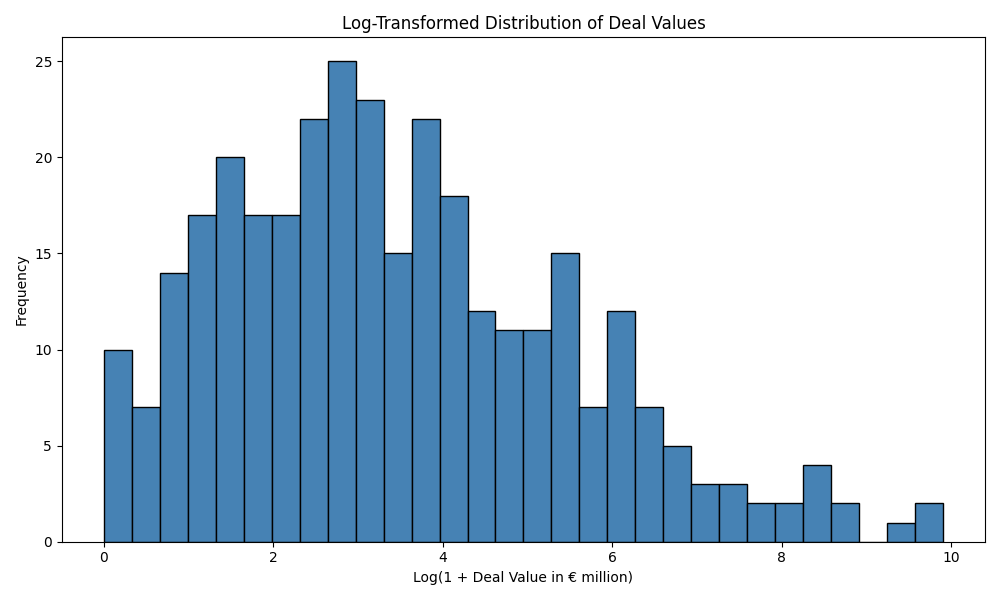 Log-Transformed Distribution of Deal Values
25
20
15
10
5
0
Frequency
0 2 4 6 8 10
Log(1 + Deal Value in € million)